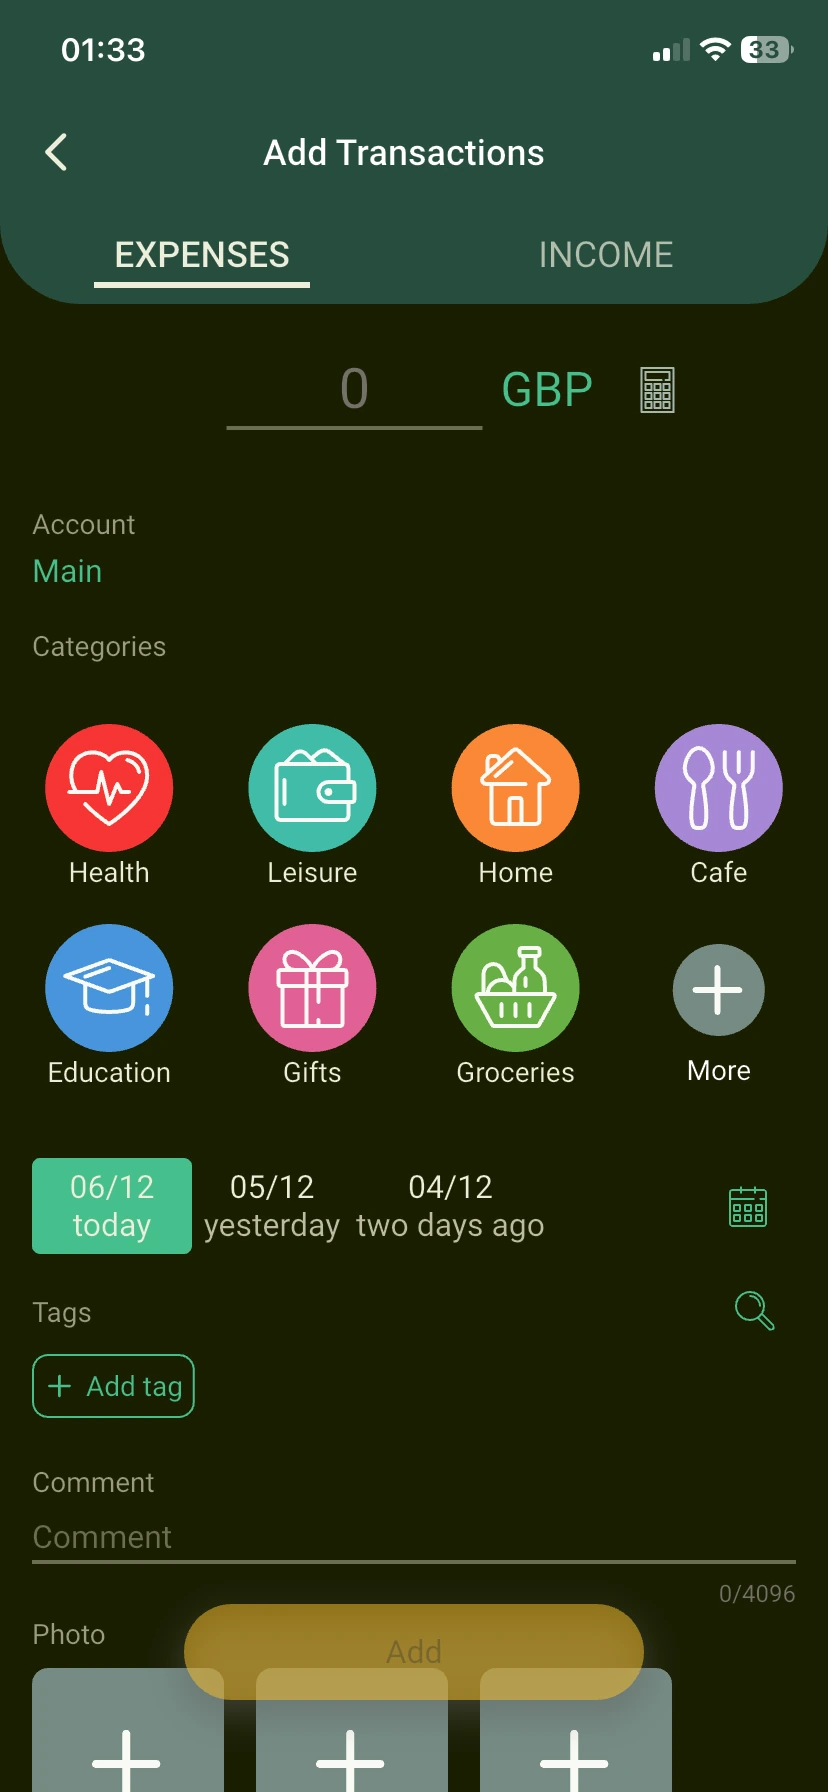 01:33
33
Add Transactions
EXPENSES INCOME
0 GBP
Account
Main
Categories
Health Leisure Home Cafe
Education Gifts Groceries More
06/12 05/12 04/12
today yesterday two days ago
Tags
+ Add tag
Comment
Comment
0/4096
Photo
Add